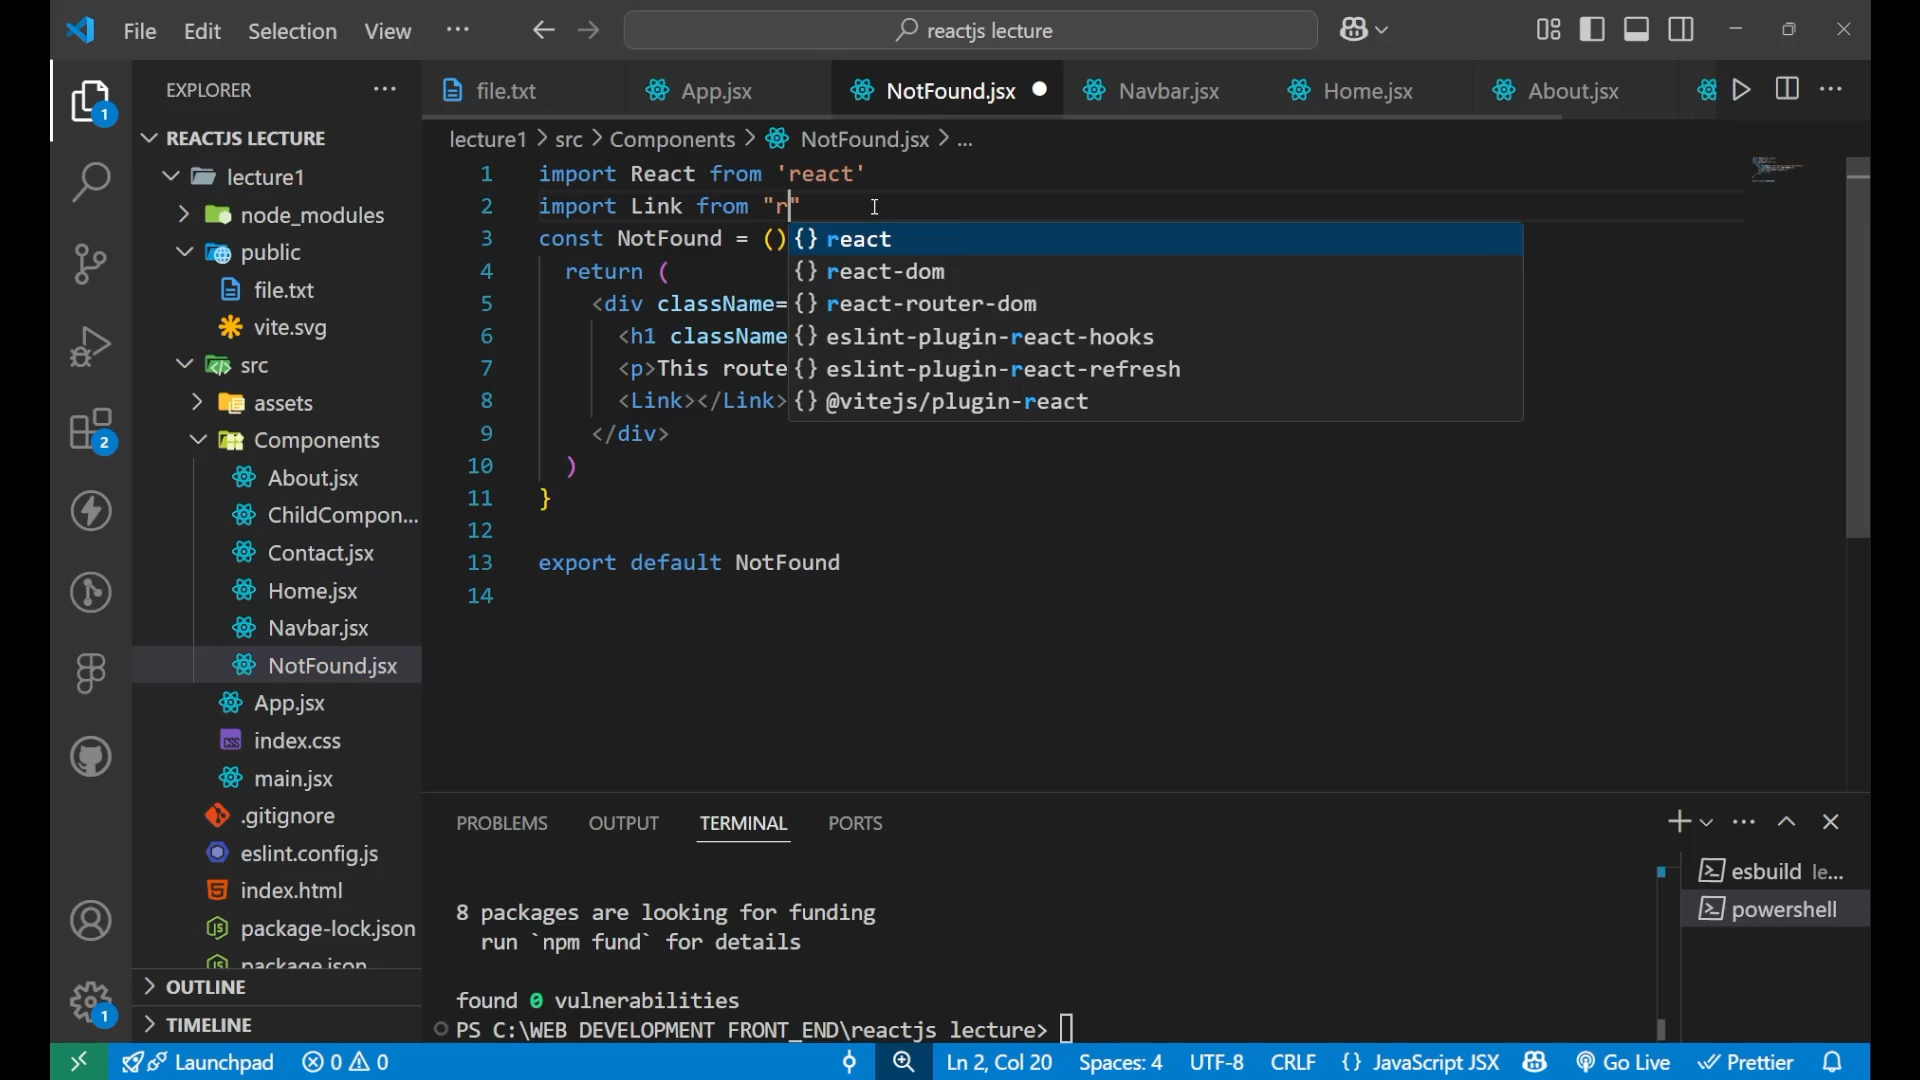 File Edit Selection View ··· reactjs lecture
EXPLORER ···
file.txt App.jsx NotFound.jsx Navbar.jsx Home.jsx About.jsx
REACTJS LECTURE
lecture1
node_modules
public
file.txt
vite.svg
src
assets
Components
About.jsx
ChildCompon...
Contact.jsx
Home.jsx
Navbar.jsx
NotFound.jsx
App.jsx
index.css
main.jsx
.gitignore
eslint.config.js
index.html
package-lock.json
package.json
OUTLINE
TIMELINE
1
2
1
lecture1 > src > Components > NotFound.jsx > ...
1 import React from 'react'
2 import Link from "r"
3 const NotFound = ()
4 return (
5 <div className=
6 <h1 className
7 <p>This route
8 <Link></Link>
9 </div>
10 )
11 }
12
13 export default NotFound
14
{} react
{} react-dom
{} react-router-dom
{} eslint-plugin-react-hooks
{} eslint-plugin-react-refresh
{} @vitejs/plugin-react
PROBLEMS OUTPUT TERMINAL PORTS
8 packages are looking for funding
run `npm fund` for details
found 0 vulnerabilities
PS C:\WEB DEVELOPMENT FRONT_END\reactjs lecture>
esbuild le...
powershell
Launchpad 0 0 Ln 2, Col 20 Spaces: 4 UTF-8 CRLF {} JavaScript JSX Go Live Prettier